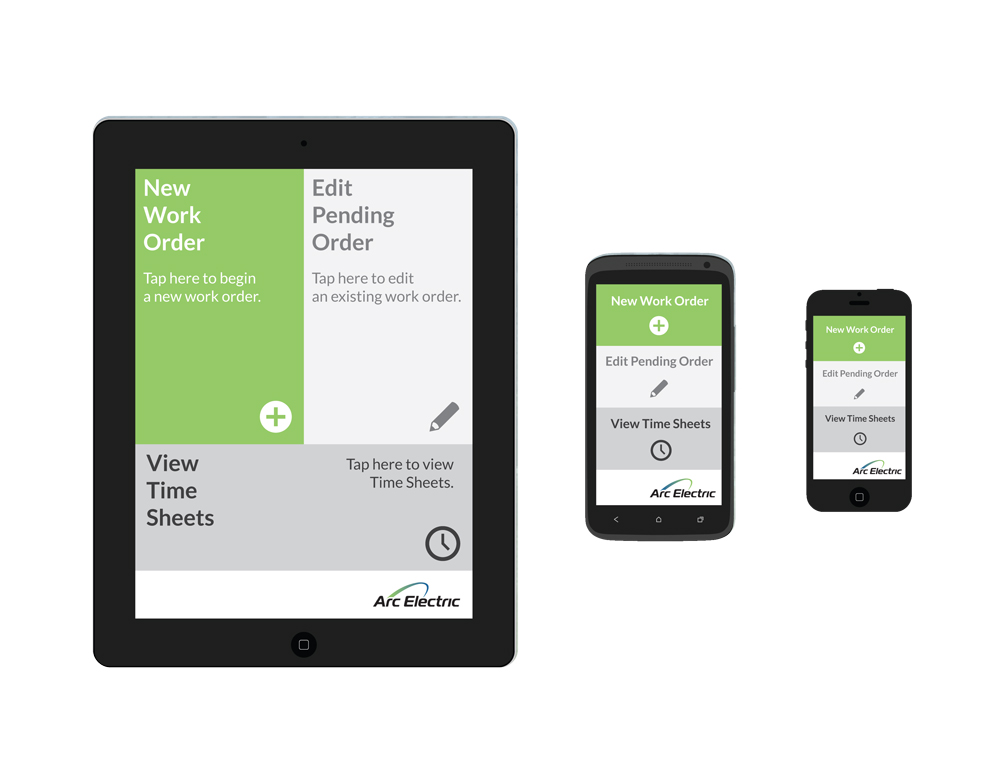 New
Work
Order
Tap here to begin
a new work order.
Edit
Pending
Order
Tap here to edit
an existing work order.
View
Time
Sheets
Tap here to view
Time Sheets.
Arc Electric
New Work Order
Edit Pending Order
View Time Sheets
Arc Electric
New Work Order
Edit Pending Order
View Time Sheets
Arc Electric